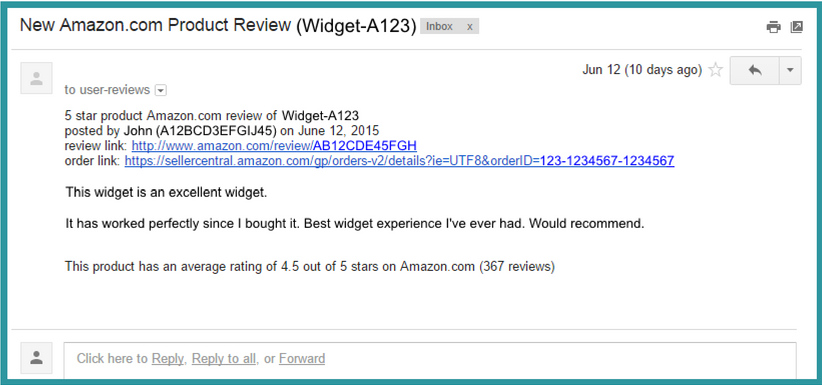 New Amazon.com Product Review (Widget-A123) Inbox x
Jun 12 (10 days ago)
to user-reviews
5 star product Amazon.com review of Widget-A123
posted by John (A12BCD3EFGIJ45) on June 12, 2015
review link: http://www.amazon.com/review/AB12CDE45FGH
order link: https://sellercentral.amazon.com/gp/orders-v2/details?ie=UTF8&orderID=123-1234567-1234567
This widget is an excellent widget.
It has worked perfectly since I bought it. Best widget experience I've ever had. Would recommend.
This product has an average rating of 4.5 out of 5 stars on Amazon.com (367 reviews)
Click here to Reply, Reply to all, or Forward